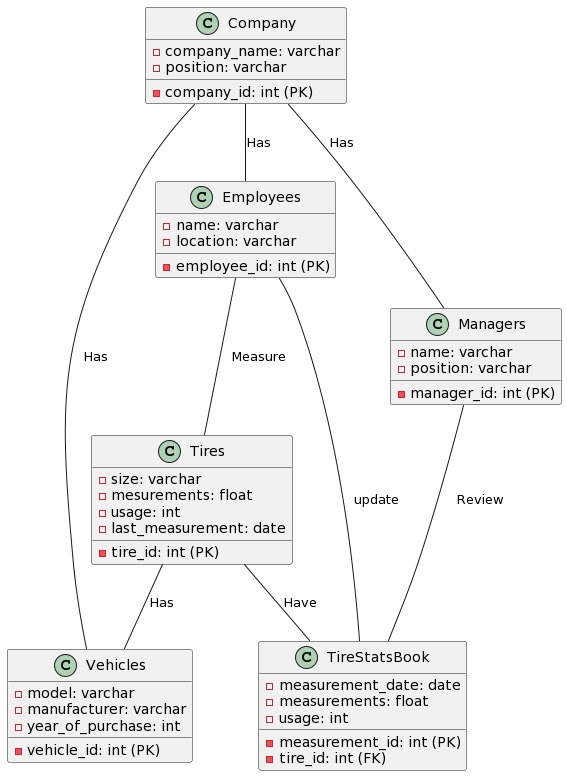 C Company
company_name: varchar
position: varchar
company_id: int (PK)
Has
Has
C Employees
name: varchar
location: varchar
employee_id: int (PK)
C Managers
name: varchar
position: varchar
manager_id: int (PK)
Has
Measure
C Tires
size: varchar
mesurements: float
usage: int
last_measurement: date
tire_id: int (PK)
update
Review
Has
Have
C Vehicles
model: varchar
manufacturer: varchar
year_of_purchase: int
vehicle_id: int (PK)
C TireStatsBook
measurement_date: date
measurements: float
usage: int
measurement_id: int (PK)
tire_id: int (FK)